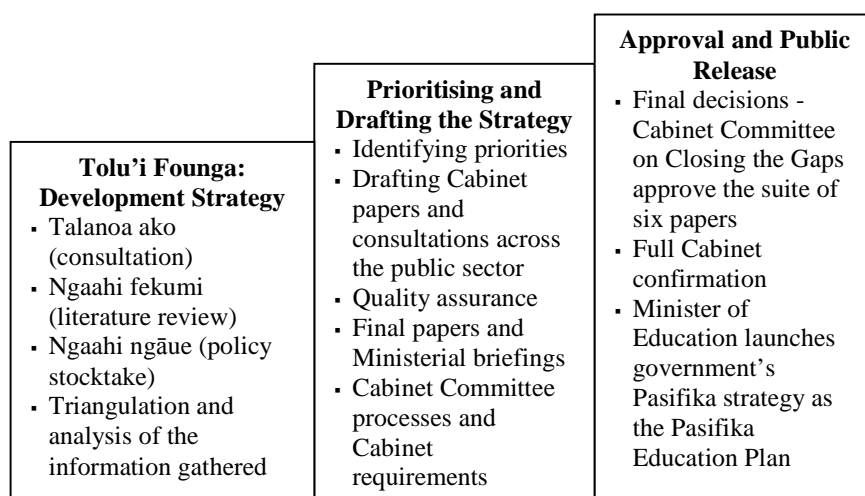 Tolu'i Founga:
Development Strategy
▪ Talanoa ako
(consultation)
▪ Ngaahi fekumi
(literature review)
▪ Ngaahi ngāue (policy
stocktake)
▪ Triangulation and
analysis of the
information gathered
Prioritising and
Drafting the Strategy
▪ Identifying priorities
▪ Drafting Cabinet
papers and
consultations across
the public sector
▪ Quality assurance
▪ Final papers and
Ministerial briefings
▪ Cabinet Committee
processes and
Cabinet
requirements
Approval and Public
Release
▪ Final decisions -
Cabinet Committee
on Closing the Gaps
approve the suite of
six papers
▪ Full Cabinet
confirmation
▪ Minister of
Education launches
government's
Pasifika strategy as
the Pasifika
Education Plan